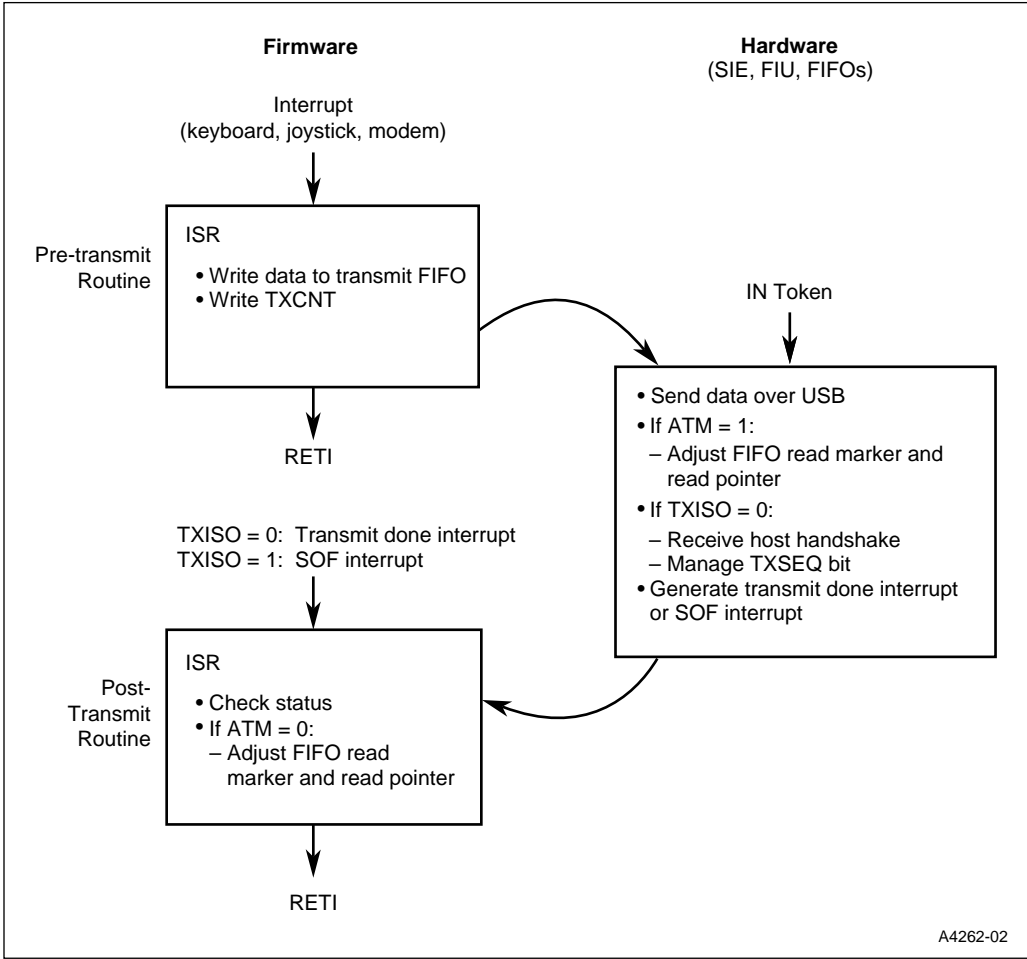 Firmware
Hardware
(SIE, FIU, FIFOs)
Interrupt
(keyboard, joystick, modem)
Pre-transmit
Routine
ISR
• Write data to transmit FIFO
• Write TXCNT
RETI
IN Token
• Send data over USB
• If ATM = 1:
– Adjust FIFO read marker and
read pointer
• If TXISO = 0:
– Receive host handshake
– Manage TXSEQ bit
• Generate transmit done interrupt
or SOF interrupt
TXISO = 0: Transmit done interrupt
TXISO = 1: SOF interrupt
Post-
Transmit
Routine
ISR
• Check status
• If ATM = 0:
– Adjust FIFO read
marker and read pointer
RETI
A4262-02